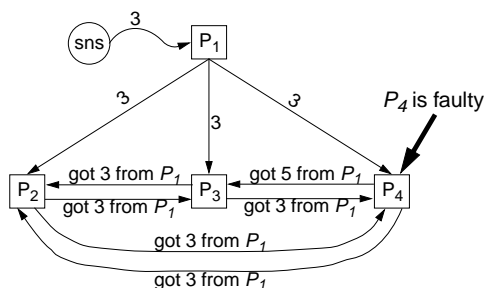 3
sns
P1
3
3
3
P4 is faulty
got 3 from P1
got 5 from P1
P2
P3
P4
got 3 from P1
got 3 from P1
got 3 from P1
got 3 from P1